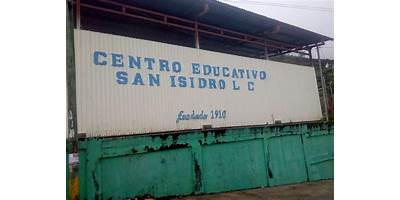 CENTRO EDUCATIVO
SAN ISIDRO L C
fundado 1910